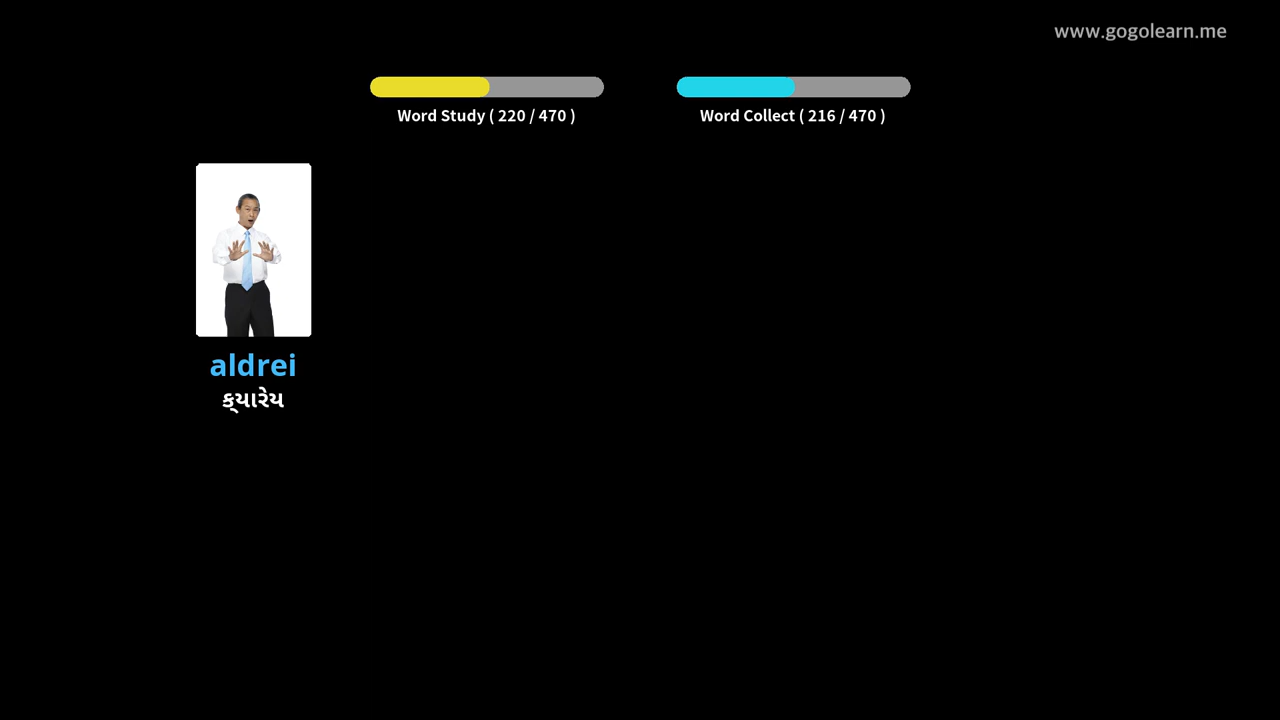 www.gogolearn.me
Word Study ( 220 / 470 )
Word Collect ( 216 / 470 )
aldrei
ક્યારેય